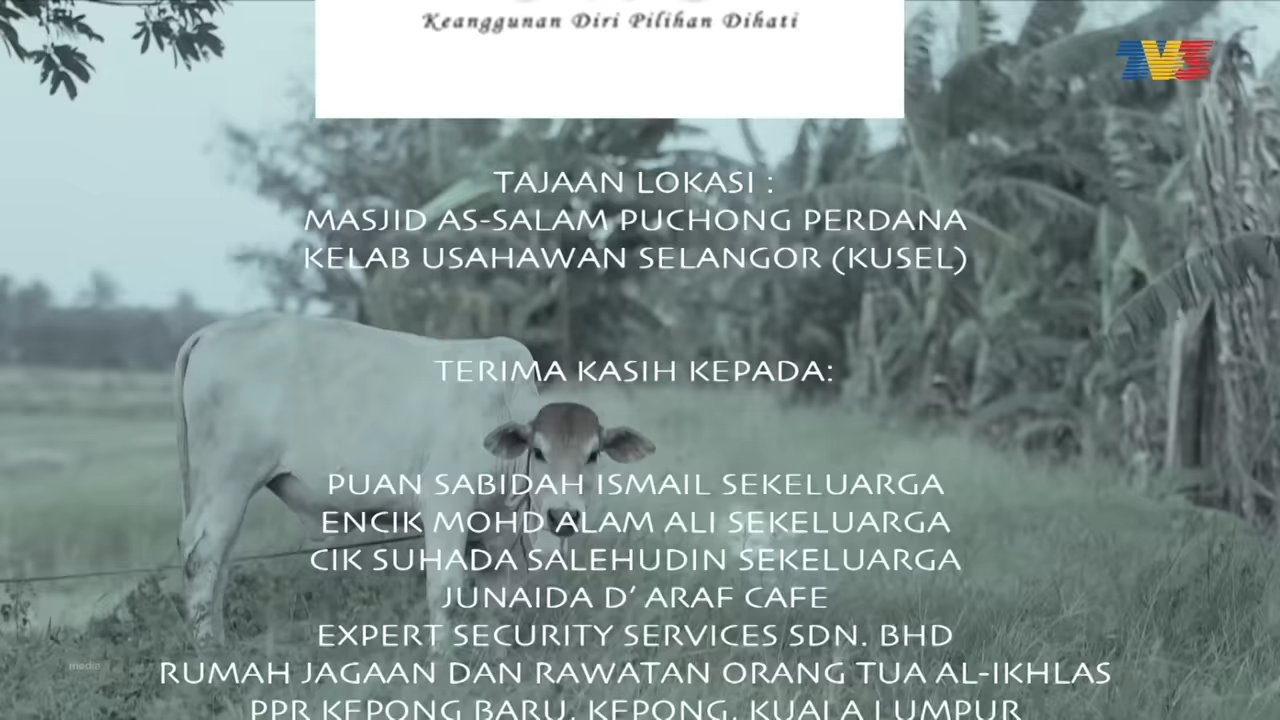 Keanggunan Diri Pilihan Dihati
TV3
TAJAAN LOKASI :
MASJID AS-SALAM PUCHONG PERDANA
KELAB USAHAWAN SELANGOR (KUSEL)
TERIMA KASIH KEPADA:
PUAN SABIDAH ISMAIL SEKELUARGA
ENCIK MOHD ALAM ALI SEKELUARGA
CIK SUHADA SALEHUDIN SEKELUARGA
JUNAIDA D' ARAF CAFE
EXPERT SECURITY SERVICES SDN. BHD
RUMAH JAGAAN DAN RAWATAN ORANG TUA AL-IKHLAS
media
PPR KEPONG BARU, KEPONG, KUALA LUMPUR